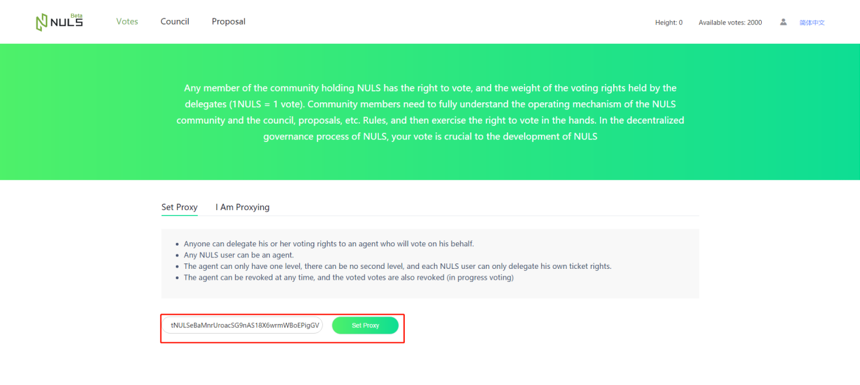 NULS Beta
Votes Council Proposal
Height: 0 Available votes: 2000 简体中文
Any member of the community holding NULS has the right to vote, and the weight of the voting rights held by the
delegates (1NULS = 1 vote). Community members need to fully understand the operating mechanism of the NULS
community and the council, proposals, etc. Rules, and then exercise the right to vote in the hands. In the decentralized
governance process of NULS, your vote is crucial to the development of NULS
Set Proxy I Am Proxying
Anyone can delegate his or her voting rights to an agent who will vote on his behalf.
Any NULS user can be an agent.
The agent can only have one level, there can be no second level, and each NULS user can only delegate his own ticket rights.
The agent can be revoked at any time, and the voted votes are also revoked (in progress voting)
tNULSeBaMnrUroacSG9nAS18X6wrmWBoEPigGV Set Proxy